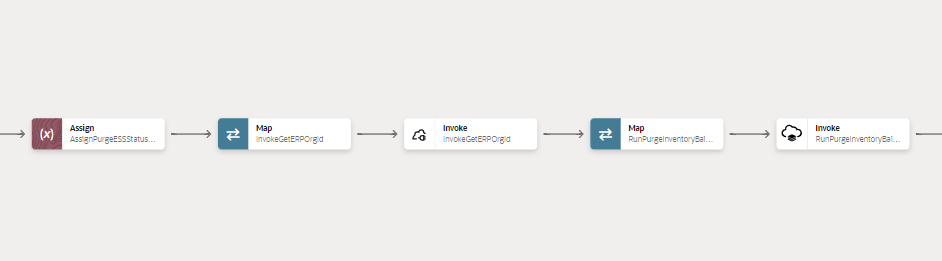 (x)
Assign
AssignPurgeESSStatus...
Map
InvokeGetERPOrgId
Invoke
InvokeGetERPOrgId
Map
RunPurgeInventoryBal...
Invoke
RunPurgeInventoryBal...